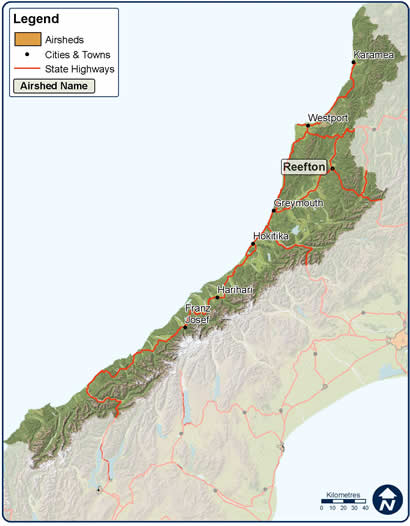 Legend
Airsheds
Cities & Towns
State Highways
Airshed Name
Karamea
Westport
Reefton
Greymouth
Hokitika
Harihari
Franz
Josef
Kilometres
0 10 20 30 40
N